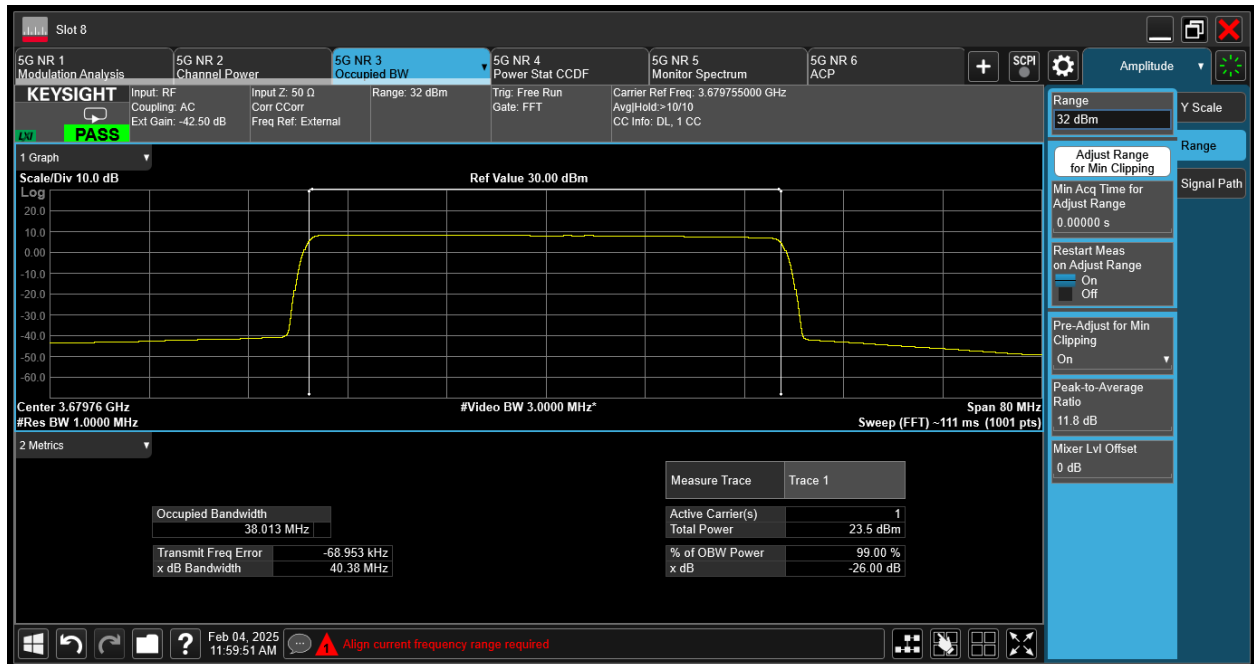 Slot 8
5G NR 1
Modulation Analysis
5G NR 2
Channel Power
5G NR 3
Occupied BW
5G NR 4
Power Stat CCDF
5G NR 5
Monitor Spectrum
5G NR 6
ACP
SCPI
Amplitude
KEYSIGHT
LXI
PASS
Input: RF
Coupling: AC
Ext Gain: -42.50 dB
Input Z: 50 Ω
Corr CCorr
Freq Ref: External
Range: 32 dBm
Trig: Free Run
Gate: FFT
Carrier Ref Freq: 3.679755000 GHz
Avg|Hold:>10/10
CC Info: DL, 1 CC
1 Graph
Scale/Div 10.0 dB
Ref Value 30.00 dBm
Log
20.0
10.0
0.00
-10.0
-20.0
-30.0
-40.0
-50.0
-60.0
Center 3.67976 GHz
#Video BW 3.0000 MHz*
Span 80 MHz
#Res BW 1.0000 MHz
Sweep (FFT) ~111 ms (1001 pts)
2 Metrics
Measure Trace Trace 1
Occupied Bandwidth
38.013 MHz
Active Carrier(s) 1
Total Power 23.5 dBm
Transmit Freq Error -68.953 kHz
x dB Bandwidth 40.38 MHz
% of OBW Power 99.00 %
x dB -26.00 dB
Range
32 dBm
Adjust Range
for Min Clipping
Min Acq Time for
Adjust Range
0.00000 s
Restart Meas
on Adjust Range
On
Off
Pre-Adjust for Min
Clipping
On
Peak-to-Average
Ratio
11.8 dB
Mixer Lvl Offset
0 dB
Y Scale
Range
Signal Path
?
Feb 04, 2025
11:59:51 AM
1
Align current frequency range required